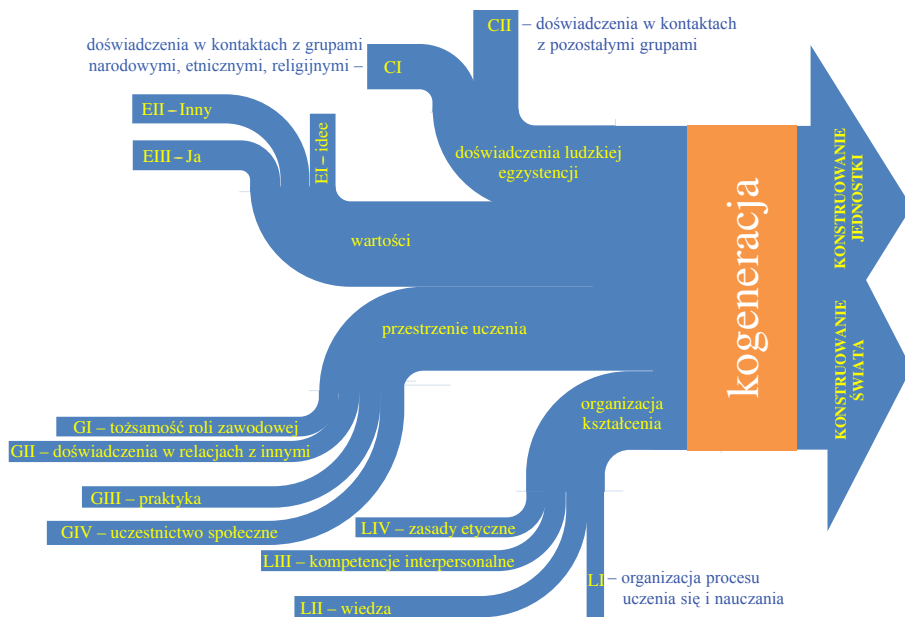 CII – doświadczenia w kontaktach
z pozostałymi grupami
doświadczenia w kontaktach z grupami
narodowymi, etnicznymi, religijnymi – CI
EII – Inny
EIII – Ja
EI – idee
doświadczenia ludzkiej
egzystencji
wartości
przestrzenie uczenia
organizacja
kształcenia
kogeneracja
KONSTRUOWANIE
JEDNOSTKI
KONSTRUOWANIE
ŚWIATA
GI – tożsamość roli zawodowej
GII – doświadczenia w relacjach z innymi
GIII – praktyka
GIV – uczestnictwo społeczne
LIV – zasady etyczne
LIII – kompetencje interpersonalne
LII – wiedza
LI – organizacja procesu
uczenia się i nauczania